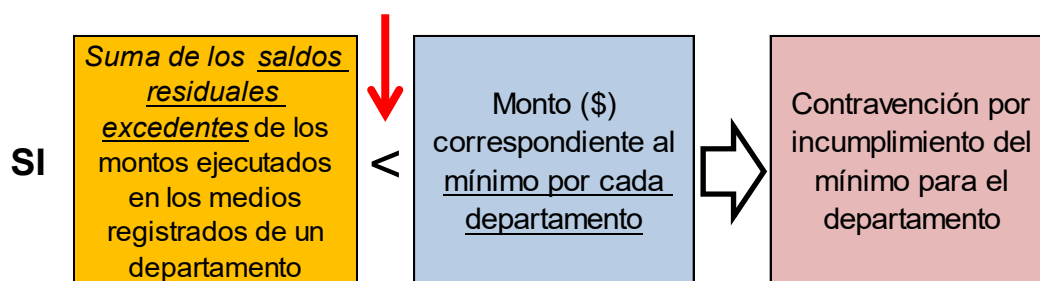 SI
Suma de los saldos
residuales
excedentes de los
montos ejecutados
en los medios
registrados de un
departamento
<
Monto ($)
correspondiente al
mínimo por cada
departamento
Contravención por
incumplimiento del
mínimo para el
departamento